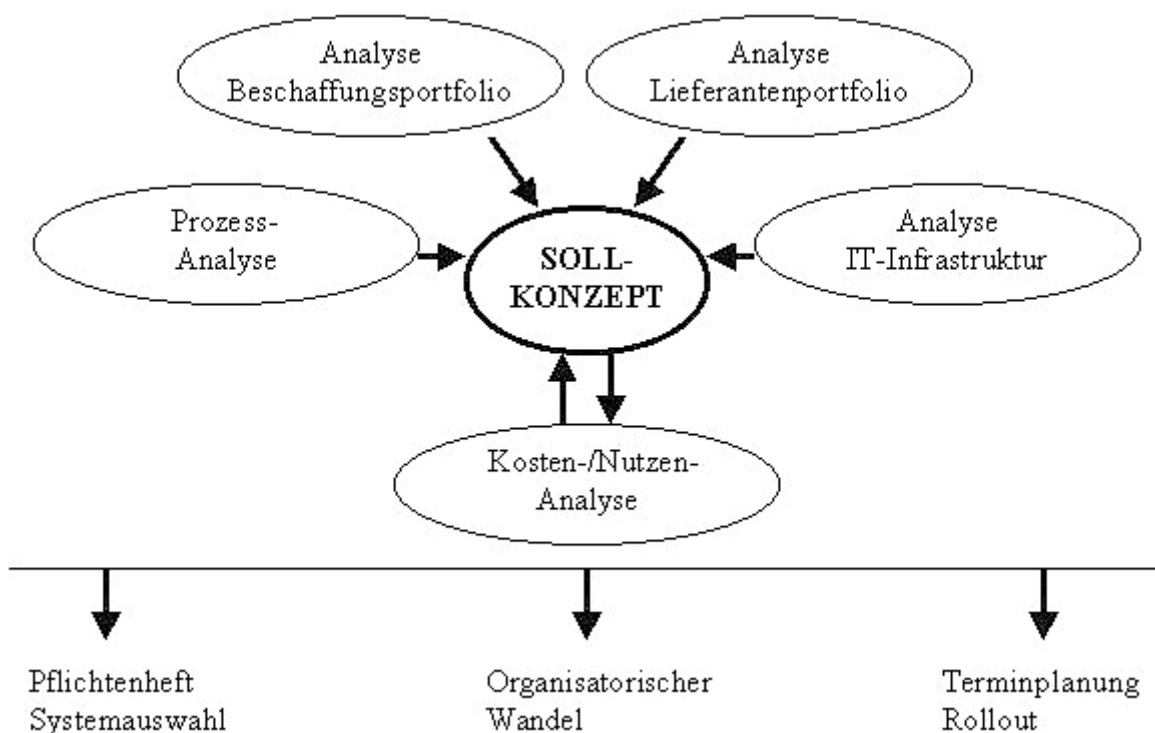 Analyse
Beschaffungsportfolio
Analyse
Lieferantenportfolio
Prozess-
Analyse
SOLL-
KONZEPT
Analyse
IT-Infrastruktur
Kosten-/Nutzen-
Analyse
Pflichtenheft
Systemauswahl
Organisatorischer
Wandel
Terminplanung
Rollout